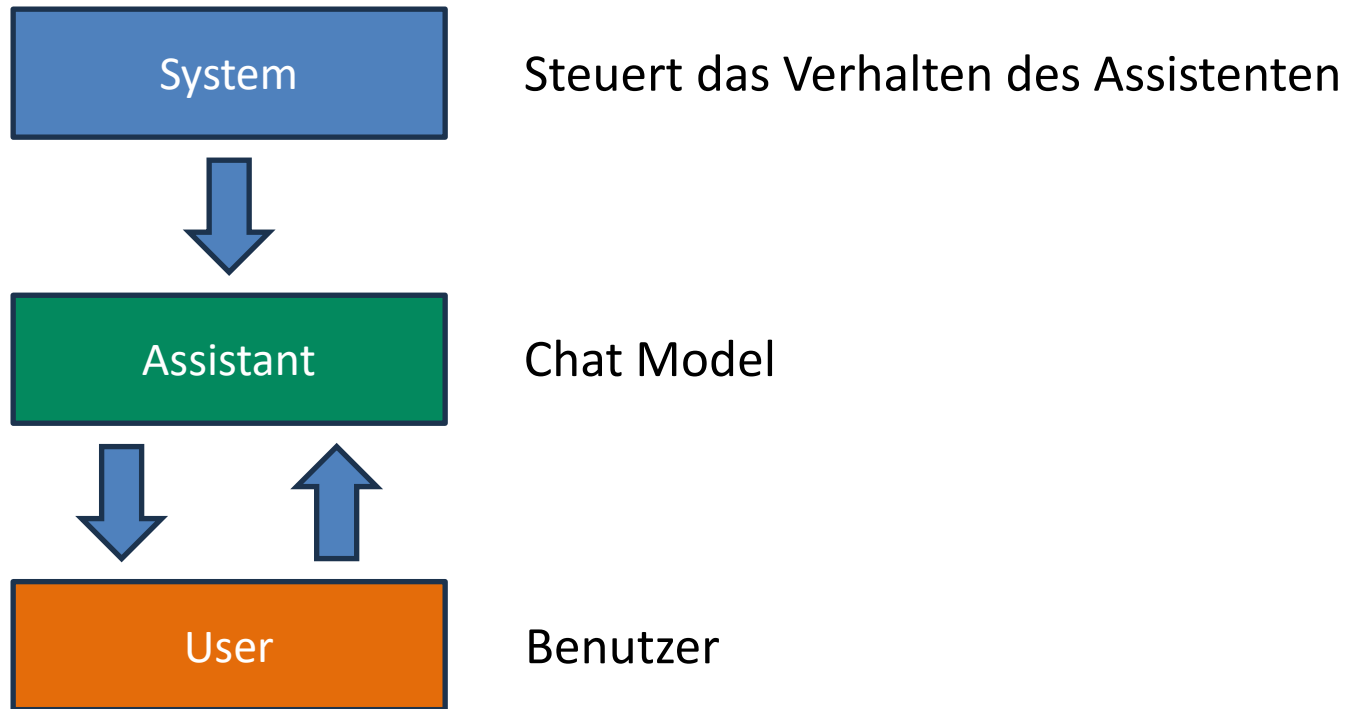 System
Steuert das Verhalten des Assistenten
Assistant
Chat Model
User
Benutzer